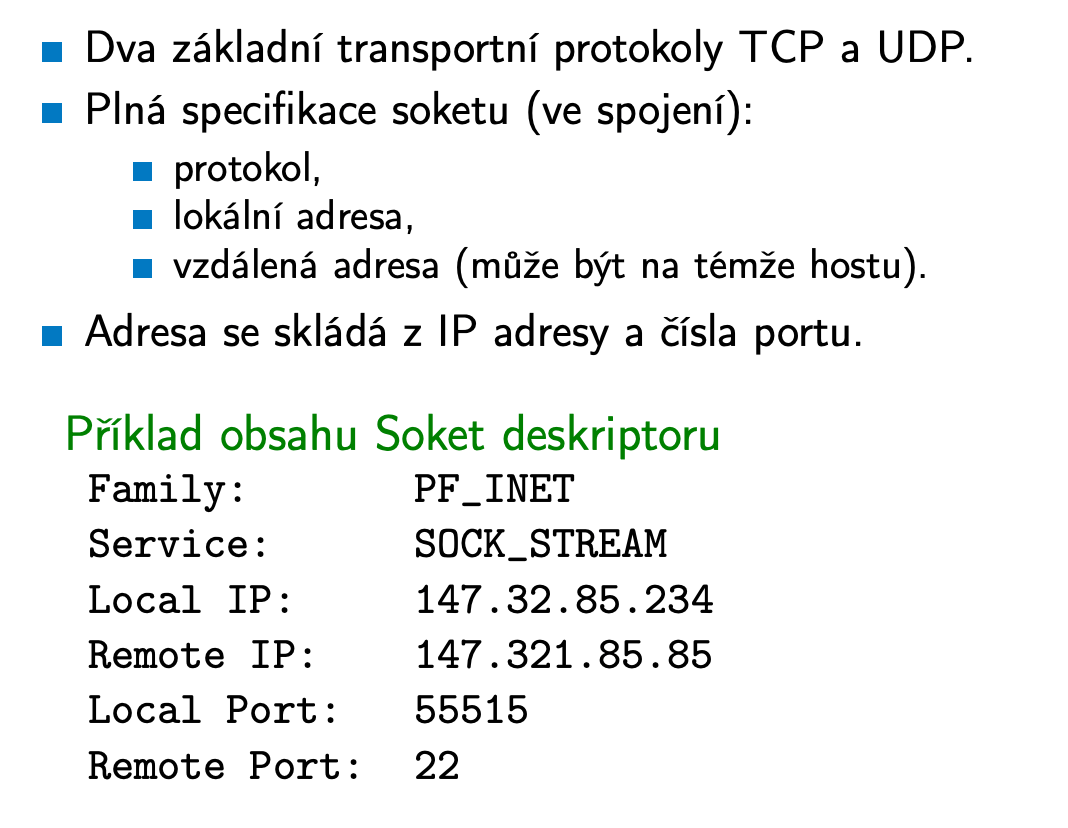 Dva základní transportní protokoly TCP a UDP.
Plná specifikace soketu (ve spojení):
protokol,
lokální adresa,
vzdálená adresa (může být na témže hostu).
Adresa se skládá z IP adresy a čísla portu.
Příklad obsahu Soket deskriptoru
Family: PF_INET
Service: SOCK_STREAM
Local IP: 147.32.85.234
Remote IP: 147.321.85.85
Local Port: 55515
Remote Port: 22